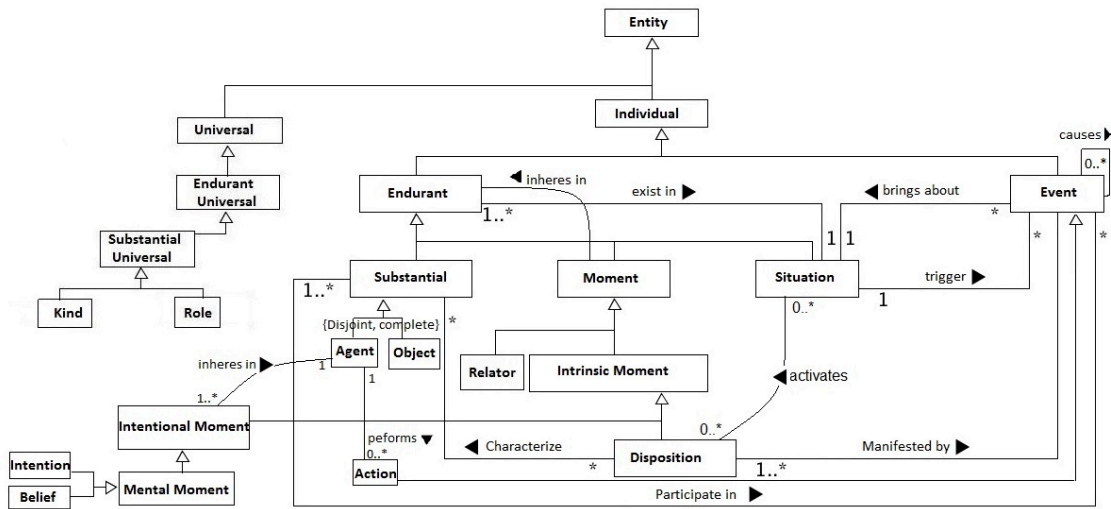 Entity
Individual
Universal
causes
0..*
Endurant
Universal
Endurant
inheres in
exist in
brings about
Event
1..*
*
Substantial
Universal
1
1
*
*
Substantial
Moment
Situation
trigger
1..*
1
Kind
Role
*
0..*
{Disjoint, complete}
Agent
Object
inheres in
1
1
Relator
Intrinsic Moment
activates
1..*
Intentional Moment
0..*
peforms
Characterize
Disposition
Manifested by
0..*
*
1..*
Intention
Action
Belief
Mental Moment
Participate in